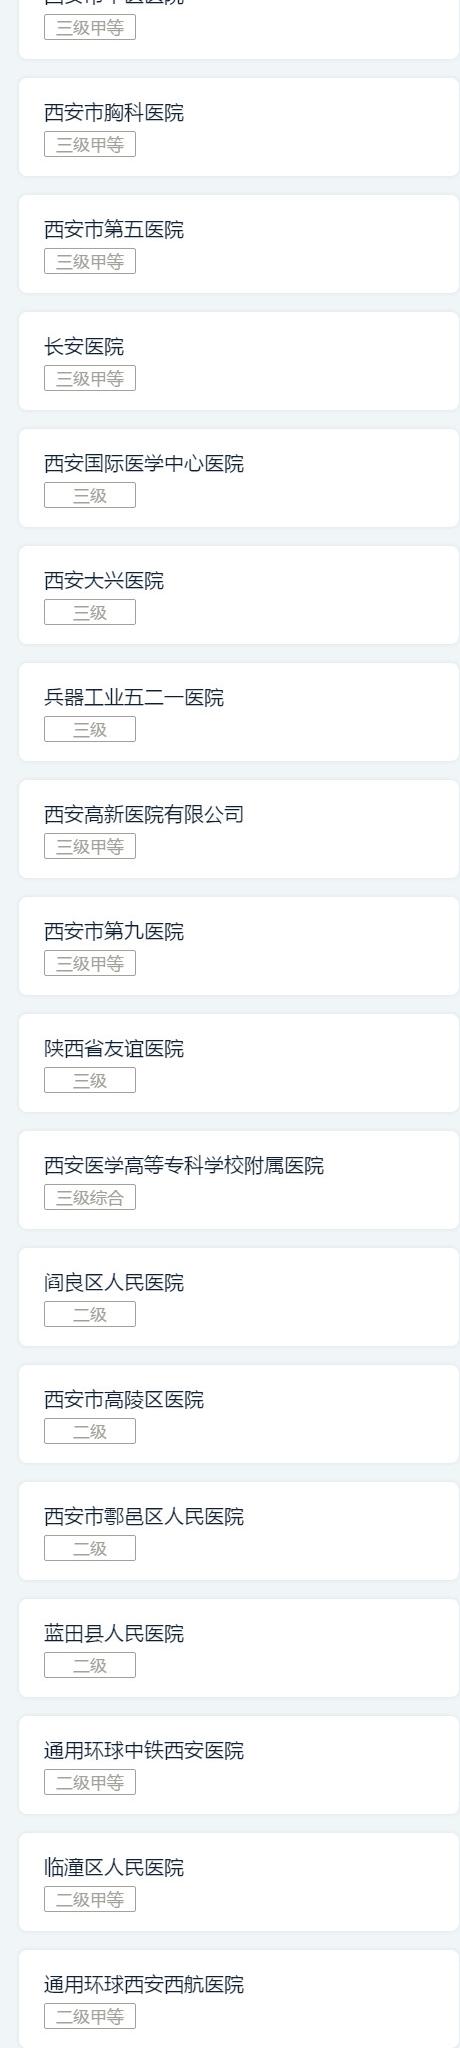 三级甲等
西安市胸科医院
三级甲等
西安市第五医院
三级甲等
长安医院
三级甲等
西安国际医学中心医院
三级
西安大兴医院
三级
兵器工业五二一医院
三级
西安高新医院有限公司
三级甲等
西安市第九医院
三级甲等
陕西省友谊医院
三级
西安医学高等专科学校附属医院
三级综合
阎良区人民医院
二级
西安市高陵区医院
二级
西安市鄠邑区人民医院
二级
蓝田县人民医院
二级
通用环球中铁西安医院
二级甲等
临潼区人民医院
二级甲等
通用环球西安西航医院
二级甲等